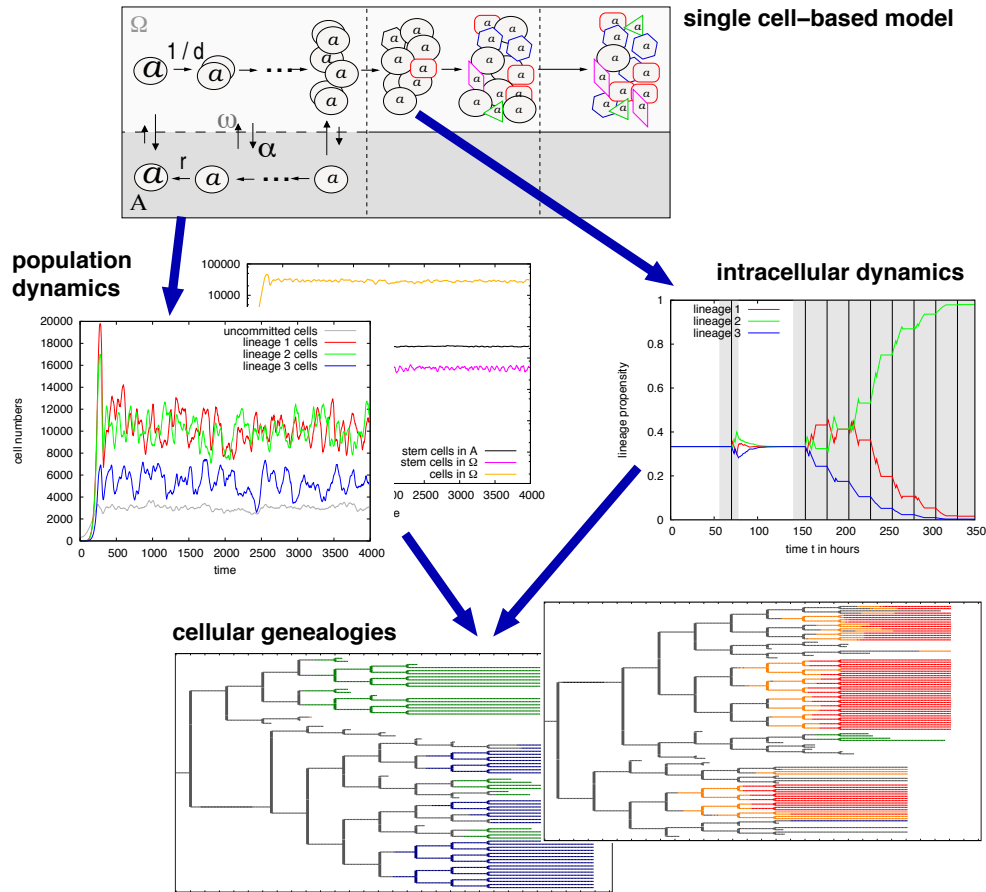 single cell–based model
Ω
1 / d
a a ... a a a a a a a a a a a a a
ω
α
r
a a ... a
A
population
dynamics
100000
10000
stem cells in A
stem cells in Ω
cells in Ω
2500 3000 3500 4000
uncommitted cells
lineage 1 cells
lineage 2 cells
lineage 3 cells
20000
18000
16000
14000
12000
10000
8000
6000
4000
2000
0
cell numbers
0 500 1000 1500 2000 2500 3000 3500 4000
time
intracellular dynamics
lineage 1
lineage 2
lineage 3
1
0.8
0.6
0.4
0.2
0
lineage propensity
0 50 100 150 200 250 300 350
time t in hours
cellular genealogies